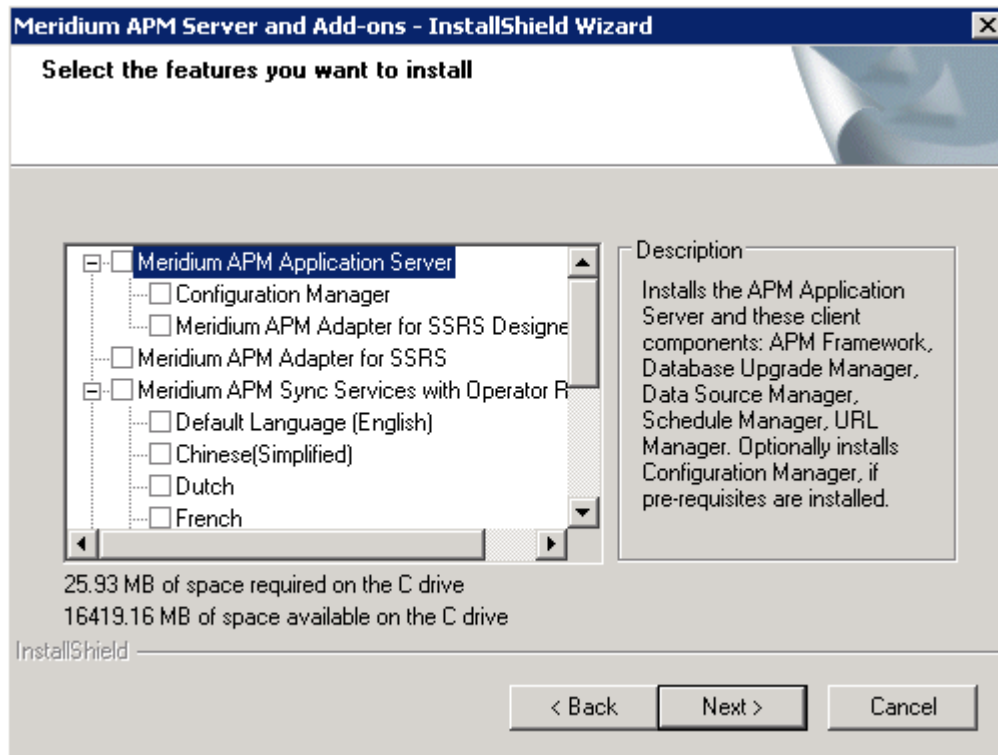 Meridium APM Server and Add-ons - InstallShield Wizard
Select the features you want to install
Meridium APM Application Server
Configuration Manager
Meridium APM Adapter for SSRS Designe
Meridium APM Adapter for SSRS
Meridium APM Sync Services with Operator R
Default Language (English)
Chinese(Simplified)
Dutch
French
Description
Installs the APM Application
Server and these client
components: APM Framework,
Database Upgrade Manager,
Data Source Manager,
Schedule Manager, URL
Manager. Optionally installs
Configuration Manager, if
pre-requisites are installed.
25.93 MB of space required on the C drive
16419.16 MB of space available on the C drive
InstallShield
< Back
Next >
Cancel